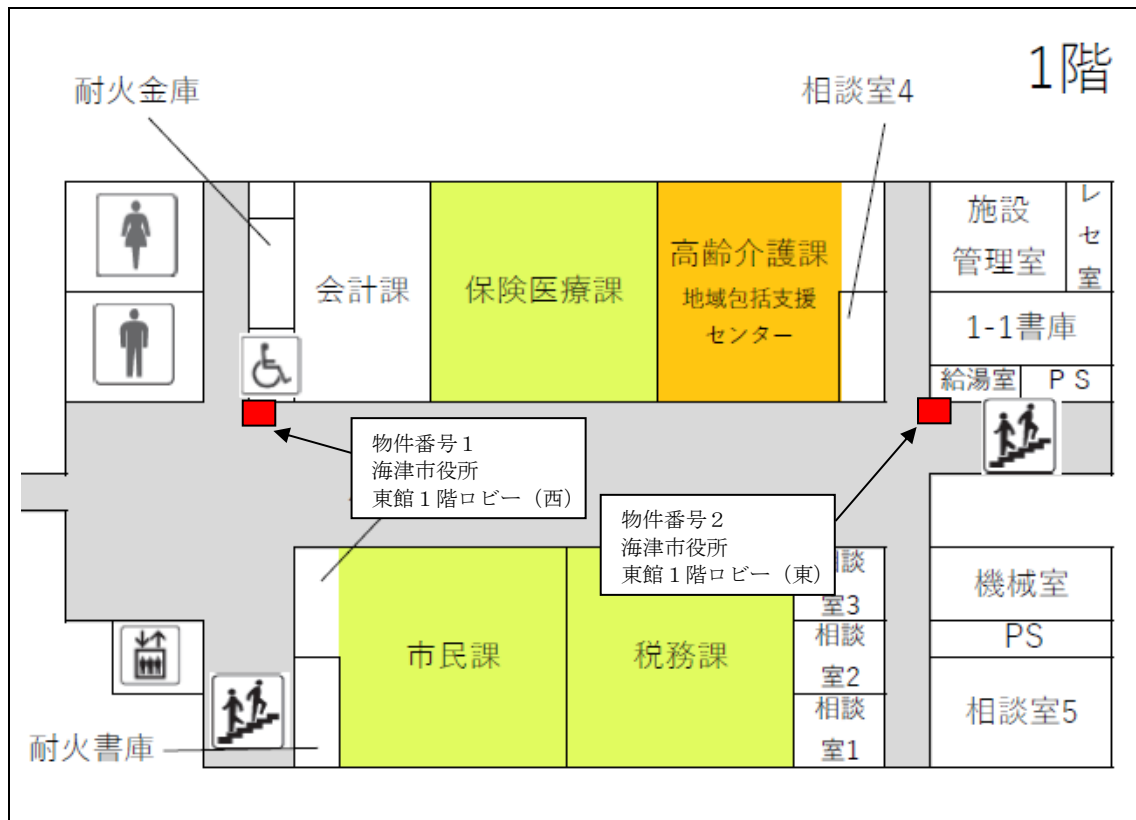 1階
耐火金庫
相談室4
会計課
保険医療課
高齢介護課
地域包括支援
センター
施設
管理室
レ
セ
室
1-1書庫
給湯室
ＰＳ
物件番号１
海津市役所
東館１階ロビー（西）
物件番号２
海津市役所
東館１階ロビー（東）
市民課
税務課
談
室3
相談
室2
相談
室1
機械室
PS
相談室5
耐火書庫